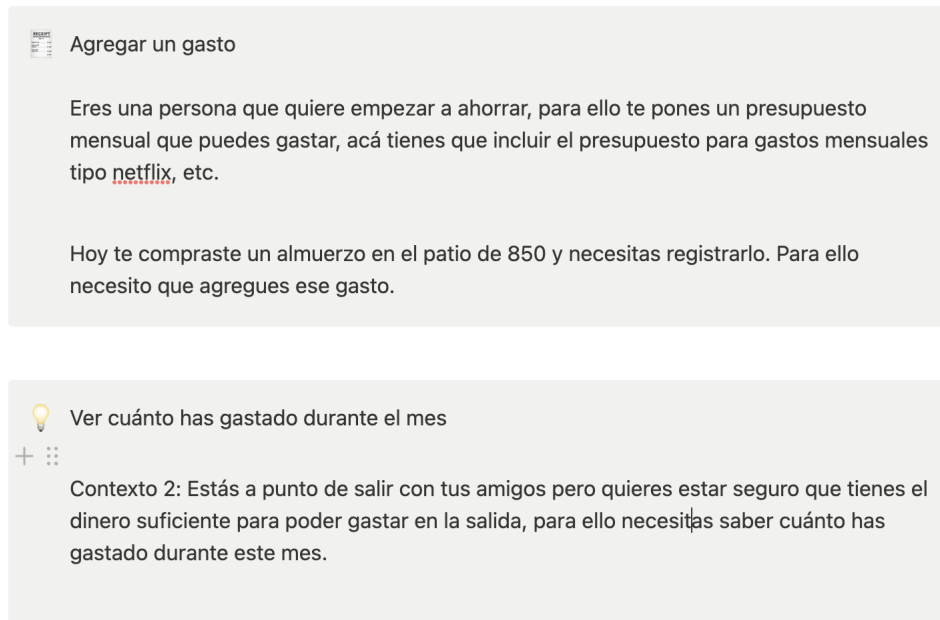 Agregar un gasto
Eres una persona que quiere empezar a ahorrar, para ello te pones un presupuesto
mensual que puedes gastar, acá tienes que incluir el presupuesto para gastos mensuales
tipo netflix, etc.
Hoy te compraste un almuerzo en el patio de 850 y necesitas registrarlo. Para ello
necesito que agregues ese gasto.
Ver cuánto has gastado durante el mes
Contexto 2: Estás a punto de salir con tus amigos pero quieres estar seguro que tienes el
dinero suficiente para poder gastar en la salida, para ello necesitas saber cuánto has
gastado durante este mes.